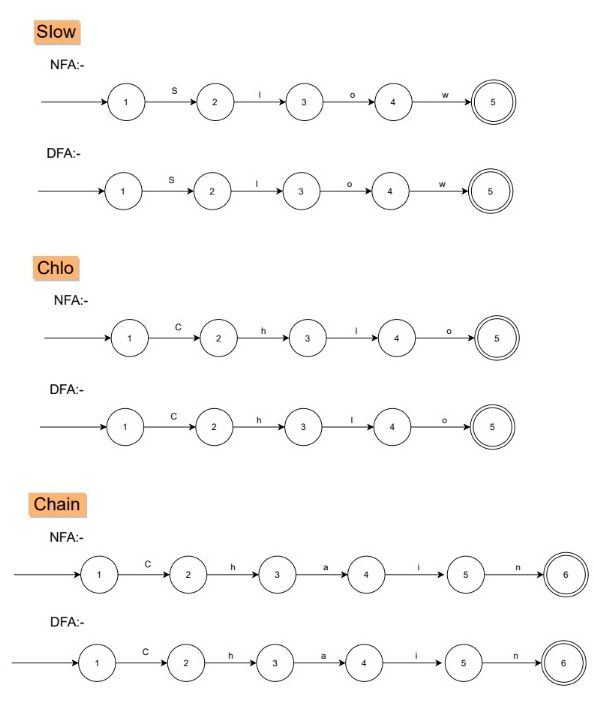 Slow
NFA:-
S l o w
1 2 3 4 5
DFA:-
S l o w
1 2 3 4 5
Chlo
NFA:-
C h l o
1 2 3 4 5
DFA:-
C h l o
1 2 3 4 5
Chain
NFA:-
C h a i n
1 2 3 4 5 6
DFA:-
C h a i n
1 2 3 4 5 6